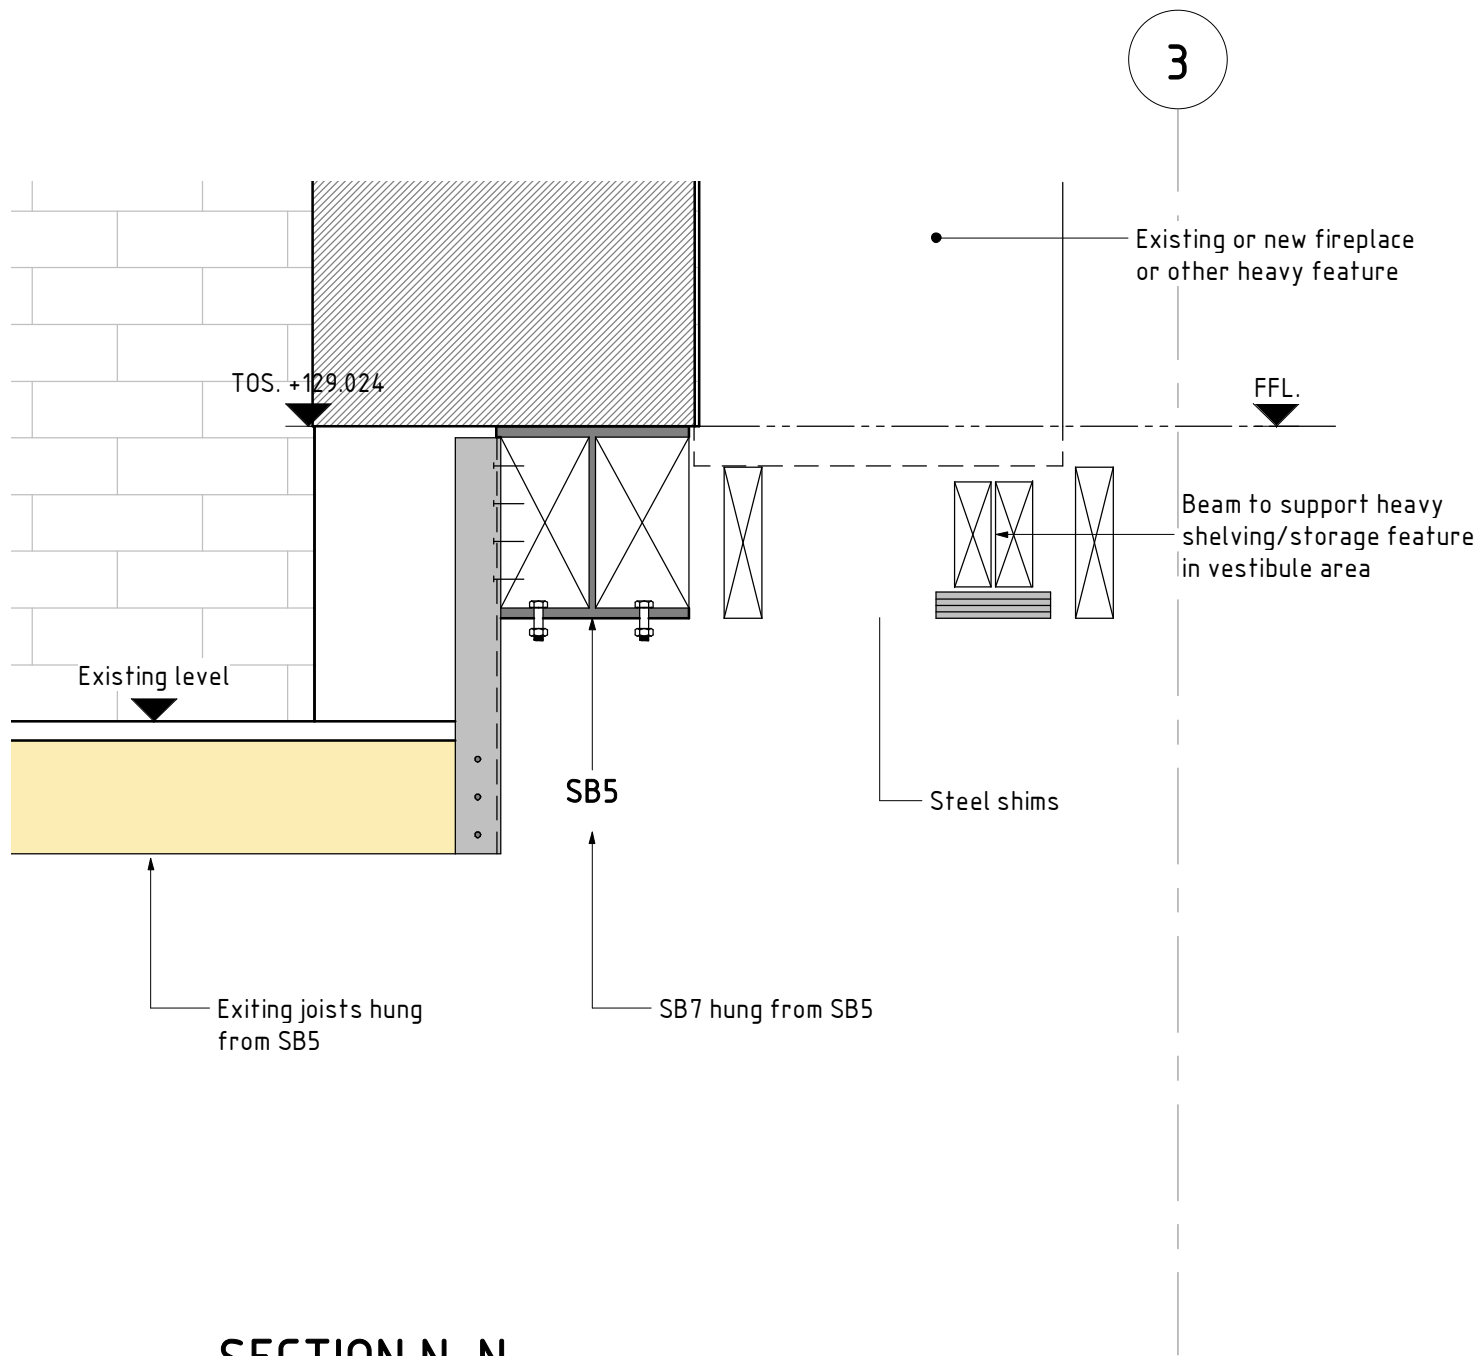 3
Existing or new fireplace
or other heavy feature
TOS. +129.024
FFL.
Beam to support heavy
shelving/storage feature
in vestibule area
Existing level
SB5
Steel shims
Exiting joists hung
from SB5
SB7 hung from SB5
SECTION N-N